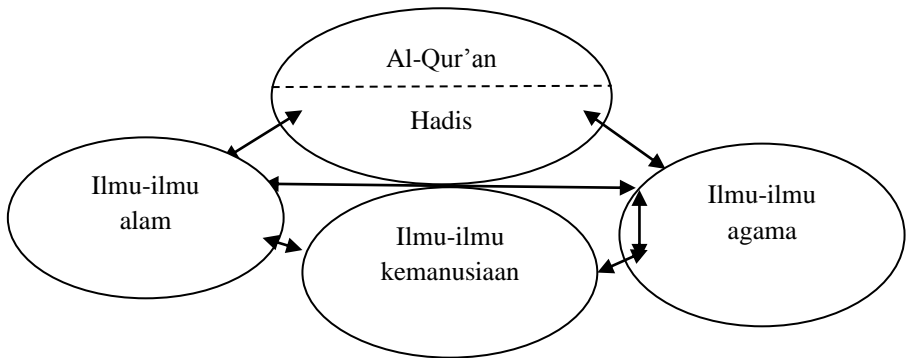 Al-Qur’an
Hadis
Ilmu-ilmu
alam
Ilmu-ilmu
kemanusiaan
Ilmu-ilmu
agama